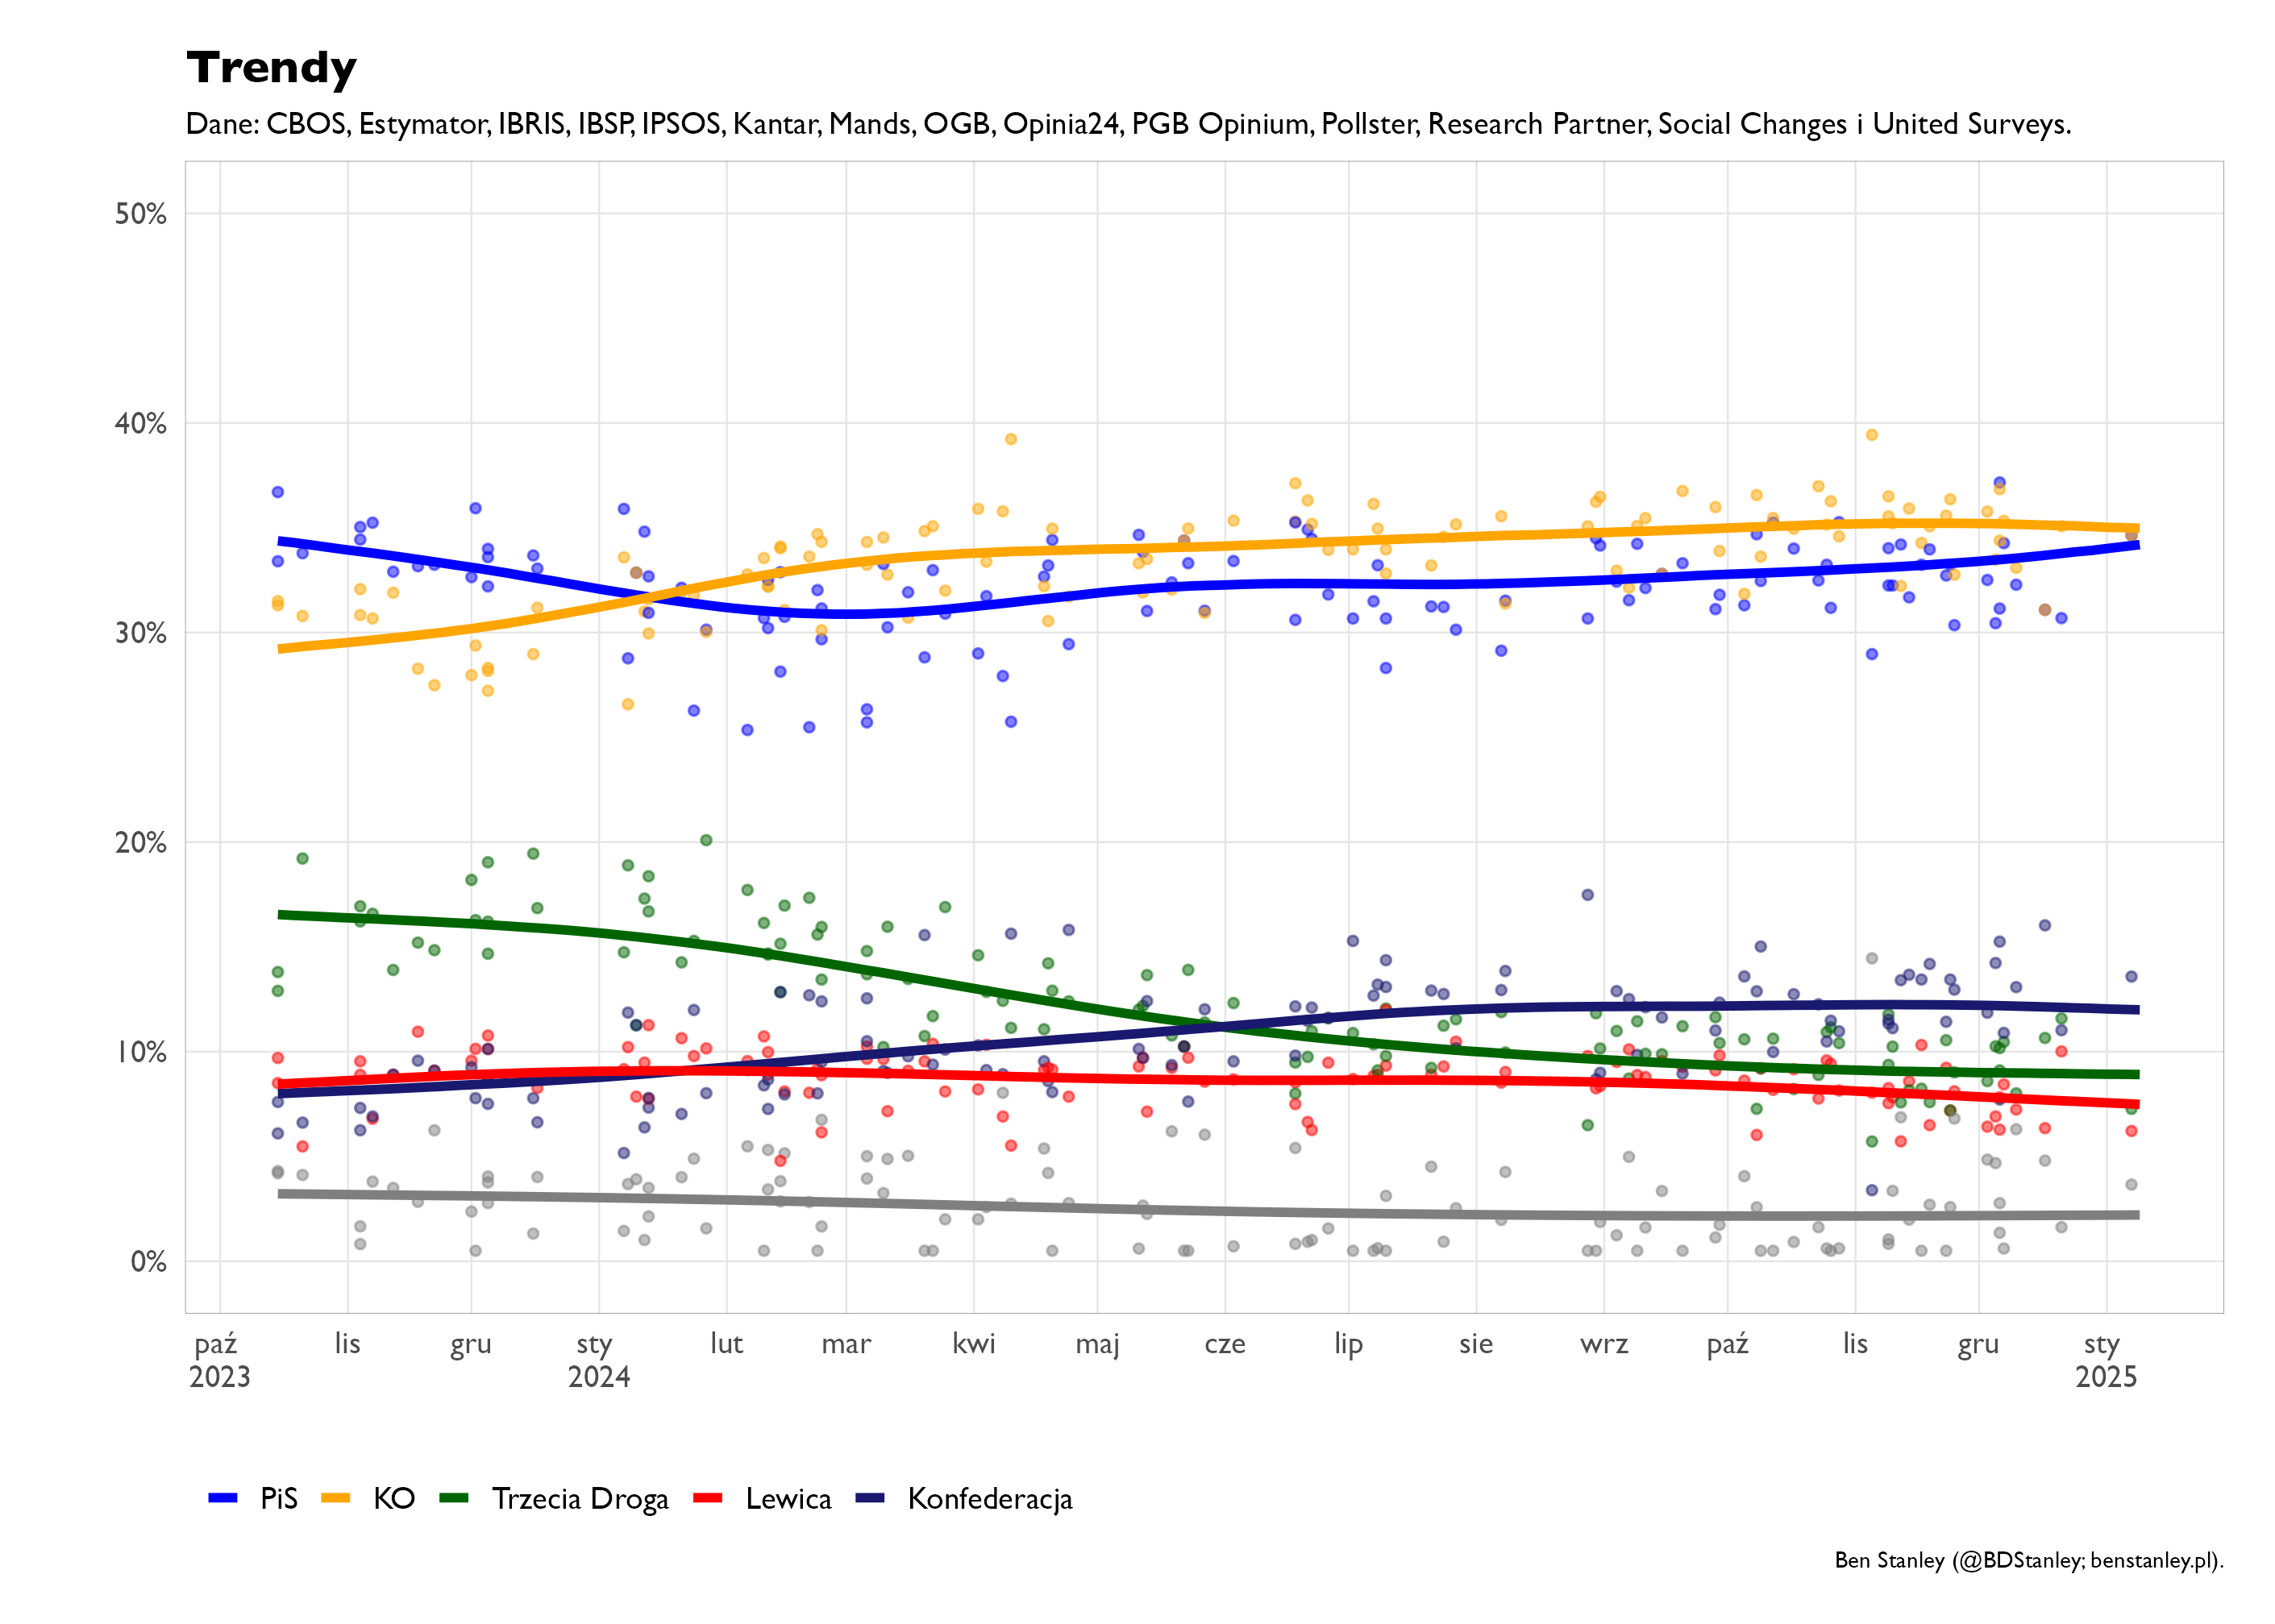 Trendy
Dane: CBOS, Estymator, IBRIS, IBSP, IPSOS, Kantar, Mands, OGB, Opinia24, PGB Opinium, Pollster, Research Partner, Social Changes i United Surveys.
50%
40%
30%
20%
10%
0%
paź lis gru sty lut mar kwi maj cze lip sie wrz paź lis gru sty
2023 2024 2025
PiS KO Trzecia Droga Lewica Konfederacja
Ben Stanley (@BDStanley; benstanley.pl).